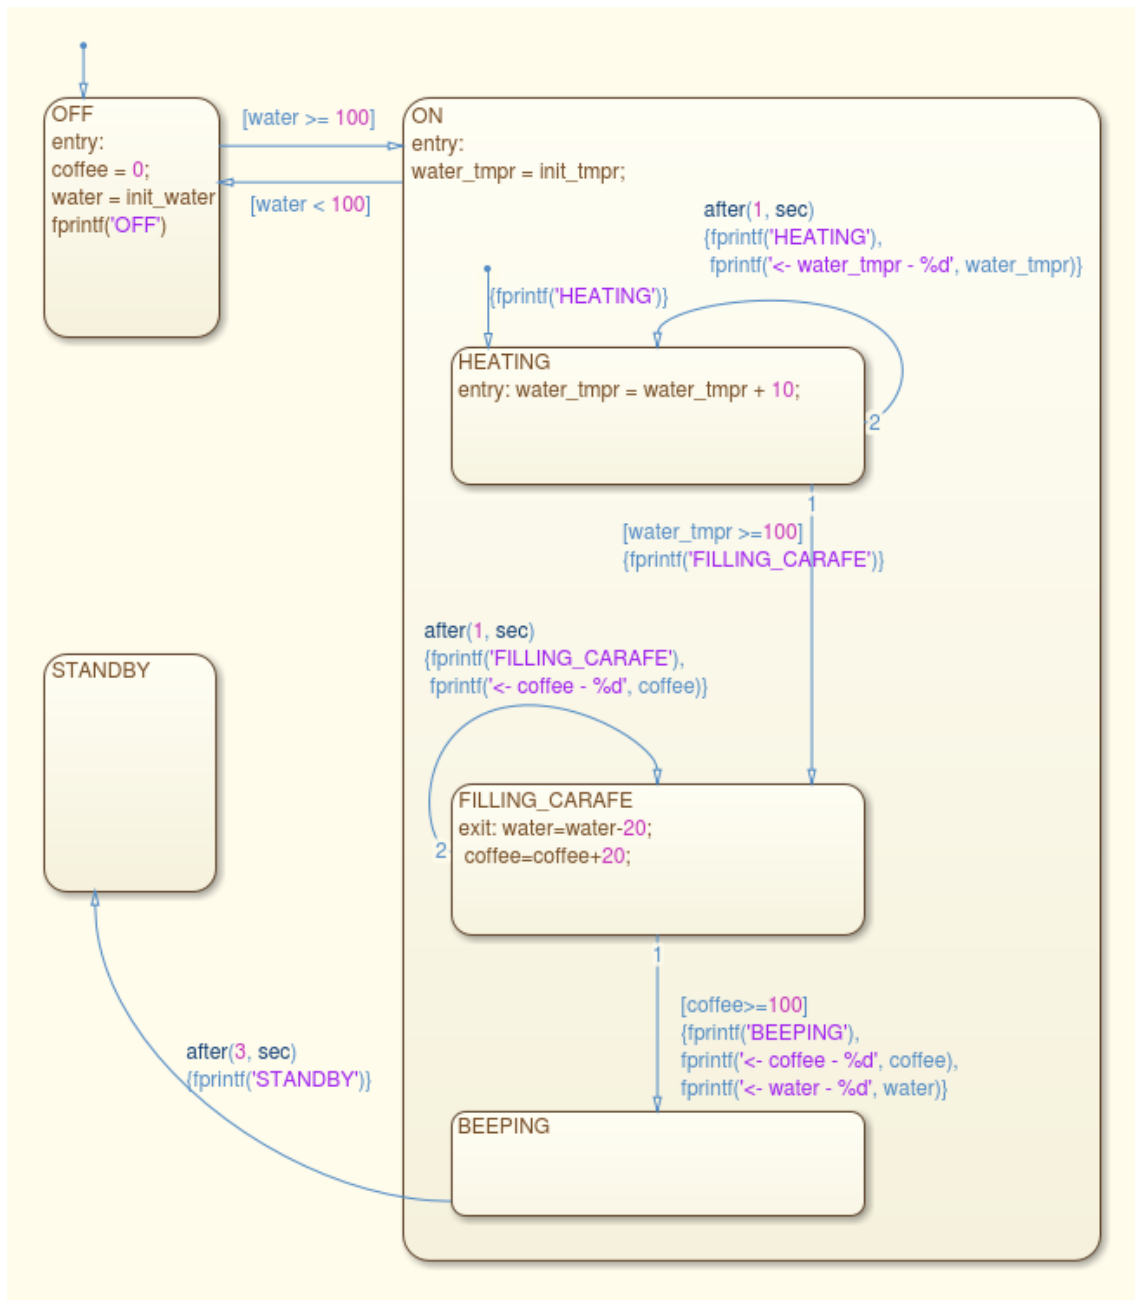 OFF
entry:
coffee = 0;
water = init_water
fprintf('OFF')
[water >= 100]
[water < 100]
ON
entry:
water_tmpr = init_tmpr;
after(1, sec)
{fprintf('HEATING'),
fprintf('<- water_tmpr - %d', water_tmpr)}
{fprintf('HEATING')}
HEATING
entry: water_tmpr = water_tmpr + 10;
2
1
[water_tmpr >=100]
{fprintf('FILLING_CARAFE')}
after(1, sec)
{fprintf('FILLING_CARAFE'),
fprintf('<- coffee - %d', coffee)}
STANDBY
FILLING_CARAFE
exit: water=water-20;
coffee=coffee+20;
2
1
[coffee>=100]
{fprintf('BEEPING'),
fprintf('<- coffee - %d', coffee),
fprintf('<- water - %d', water)}
after(3, sec)
{fprintf('STANDBY')}
BEEPING